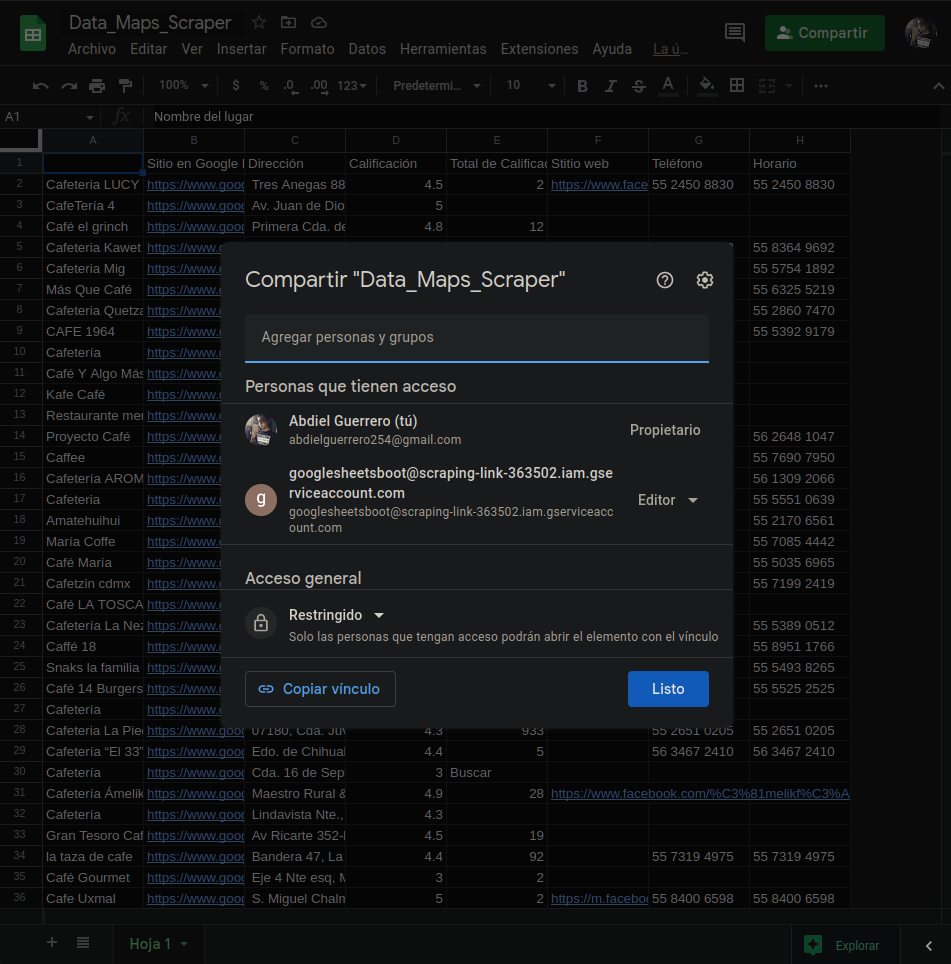 Data_Maps_Scraper
Archivo Editar Ver Insertar Formato Datos Herramientas Extensiones Ayuda La ú...
Compartir
100% $ % .0 .00 123 Predetermi... 10 B I S A
A1 fx Nombre del lugar
A B C D E F G H
1 Sitio en Google Dirección Calificación Total de Calificac Stitio web Teléfono Horario
2 Cafeteria LUCY https://www.goog Tres Anegas 88 4.5 2 https://www.face 55 2450 8830 55 2450 8830
3 CafeTería 4 https://www.goog Av. Juan de Dio 5
4 Café el grinch https://www.goog Primera Cda. de 4.8 12
5 Cafeteria Kawet https://www. 55 8364 9692
6 Cafeteria Mig https://www. 55 5754 1892
7 Más Que Café https://www. 55 6325 5219
8 Cafeteria Quetza https://www. 55 2860 7470
9 CAFE 1964 https://www. 55 5392 9179
10 Cafetería https://www.
11 Café Y Algo Más https://www.
12 Kafe Café https://www.
13 Restaurante mer https://www.
14 Proyecto Café https://www. 56 2648 1047
15 Caffee https://www. 55 7690 7950
16 Cafetería AROM https://www. 56 1309 2066
17 Cafeteria https://www. 55 5551 0639
18 Amatehuihui https://www. 55 2170 6561
19 María Coffe https://www. 55 7085 4442
20 Café María https://www. 55 5035 6965
21 Cafetzin cdmx https://www. 55 7199 2419
22 Café LA TOSCA https://www.
23 Cafetería La Nez https://www. 55 5389 0512
24 Caffé 18 https://www. 55 8951 1766
25 Snaks la familia https://www. 55 5493 8265
26 Café 14 Burgers https://www. 55 5525 2525
27 Cafetería https://www.
28 Cafeteria La Pie https://www.goog 07180, Cda. Juv 4.3 933 55 2651 0205 55 2651 0205
29 Cafetería “El 33” https://www.goog Edo. de Chihual 4.4 5 56 3467 2410 56 3467 2410
30 Cafetería https://www.goog Cda. 16 de Sep 3 Buscar
31 Cafetería Ámelik https://www.goog Maestro Rural & 4.9 28 https://www.facebook.com/%C3%81melikf%C3%A
32 Cafetería https://www.goog Lindavista Nte., 4.3
33 Gran Tesoro Caf https://www.goog Av Ricarte 352-I 4.5 19
34 la taza de cafe https://www.goog Bandera 47, La 4.4 92 55 7319 4975 55 7319 4975
35 Café Gourmet https://www.goog Eje 4 Nte esq, M 3 2
36 Cafe Uxmal https://www.goog S. Miguel Chalm 5 2 https://m.facebo 55 8400 6598 55 8400 6598
Compartir "Data_Maps_Scraper"
Agregar personas y grupos
Personas que tienen acceso
Abdiel Guerrero (tú)
abdielguerrero254@gmail.com
Propietario
g
googlesheetsboot@scraping-link-363502.iam.gse
rviceaccount.com
googlesheetsboot@scraping-link-363502.iam.gserviceacc
ount.com
Editor
Acceso general
Restringido
Solo las personas que tengan acceso podrán abrir el elemento con el vínculo
Copiar vínculo
Listo
Hoja 1
Explorar